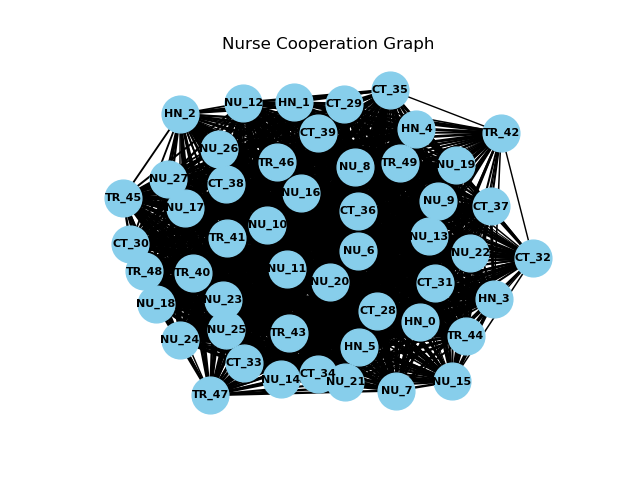 Nurse Cooperation Graph
CT_35
NU_12
HN_1
CT_29
HN_2
HN_4
CT_39
TR_42
NU_26
TR_46
TR_49
NU_19
NU_8
NU_27
CT_38
NU_16
TR_45
NU_9
CT_37
NU_17
CT_36
NU_10
TR_41
NU_13
CT_30
NU_6
NU_22
CT_32
NU_11
TR_48
TR_40
NU_20
CT_31
NU_18
NU_23
HN_3
CT_28
HN_0
NU_25
TR_43
TR_44
NU_24
HN_5
CT_33
CT_34
NU_14
NU_21
NU_15
NU_7
TR_47